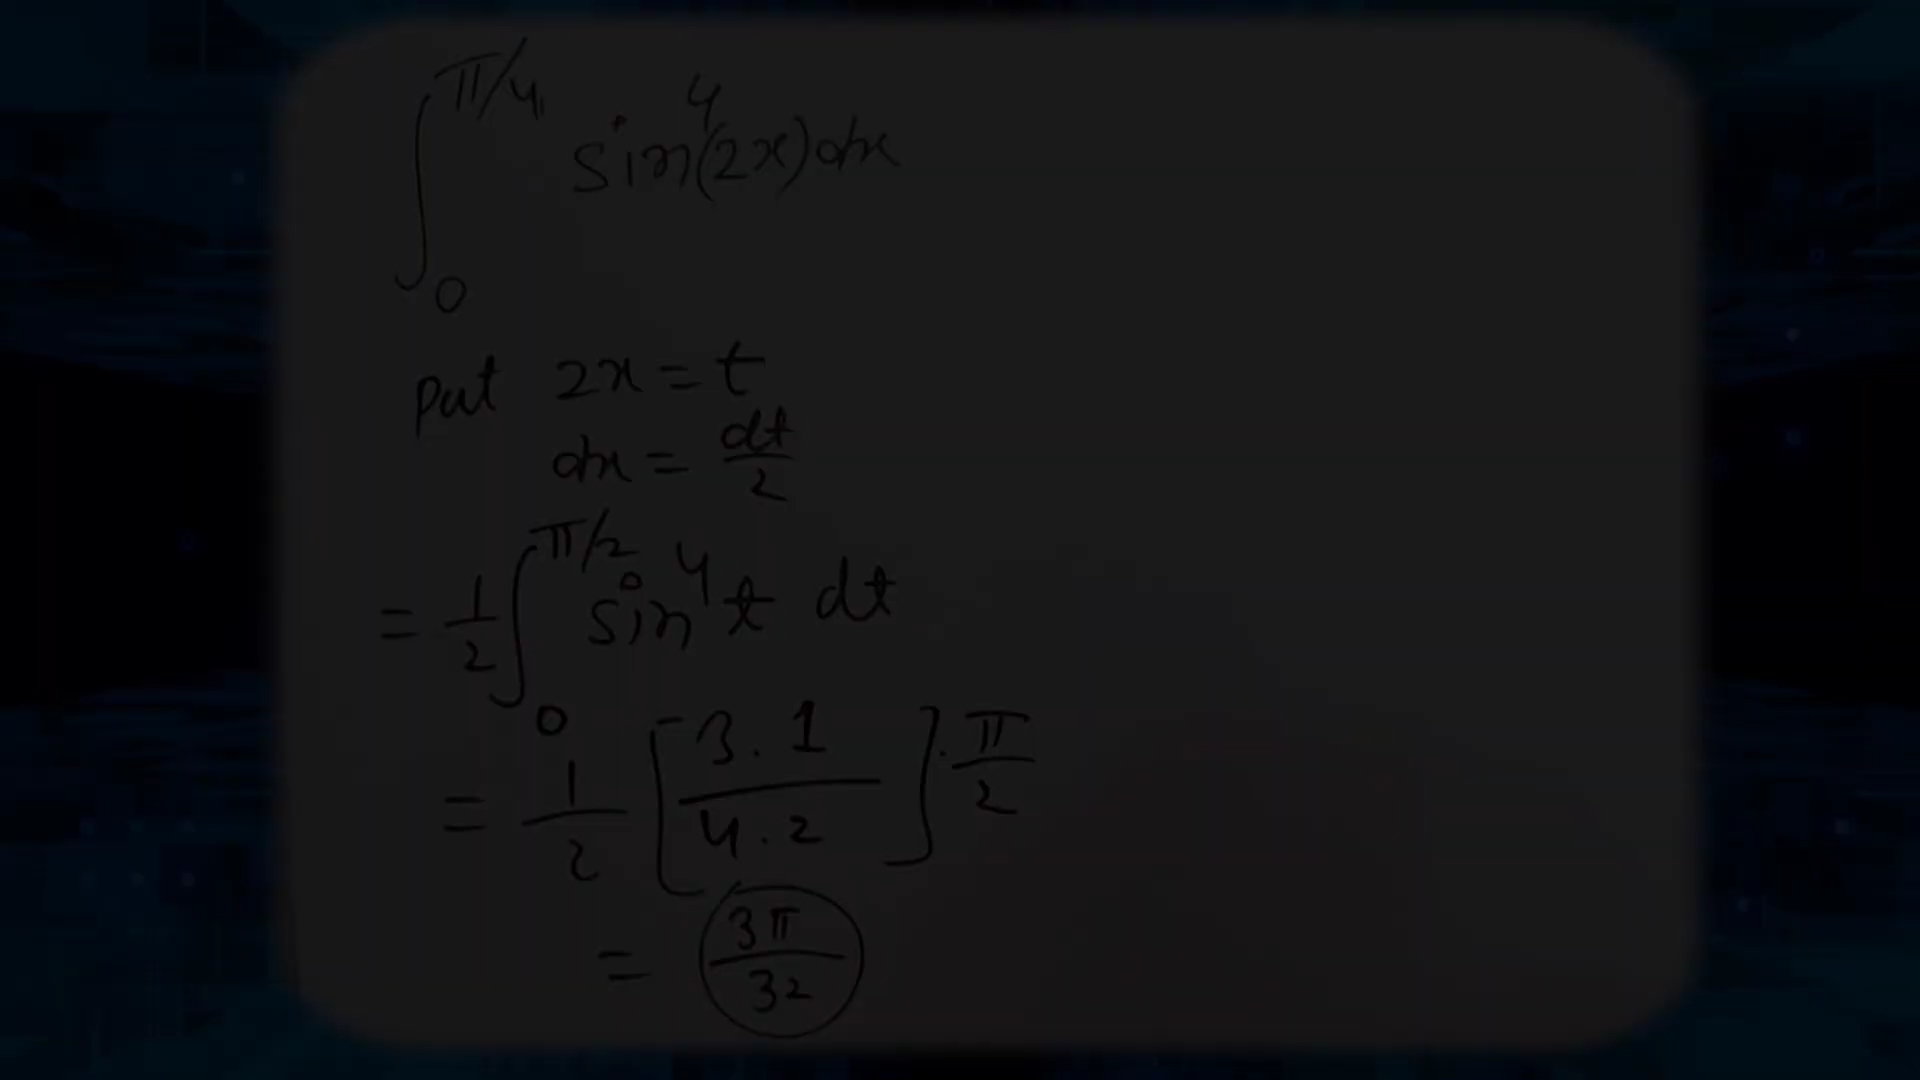 ∫₀^{π/4} sin⁴(2x)dx
put 2x = t
dx = dt/2
= 1/2 ∫₀^{π/2} sin⁴t dt
= 1/2 [3.1/4.2] . π/2
= 3π/32